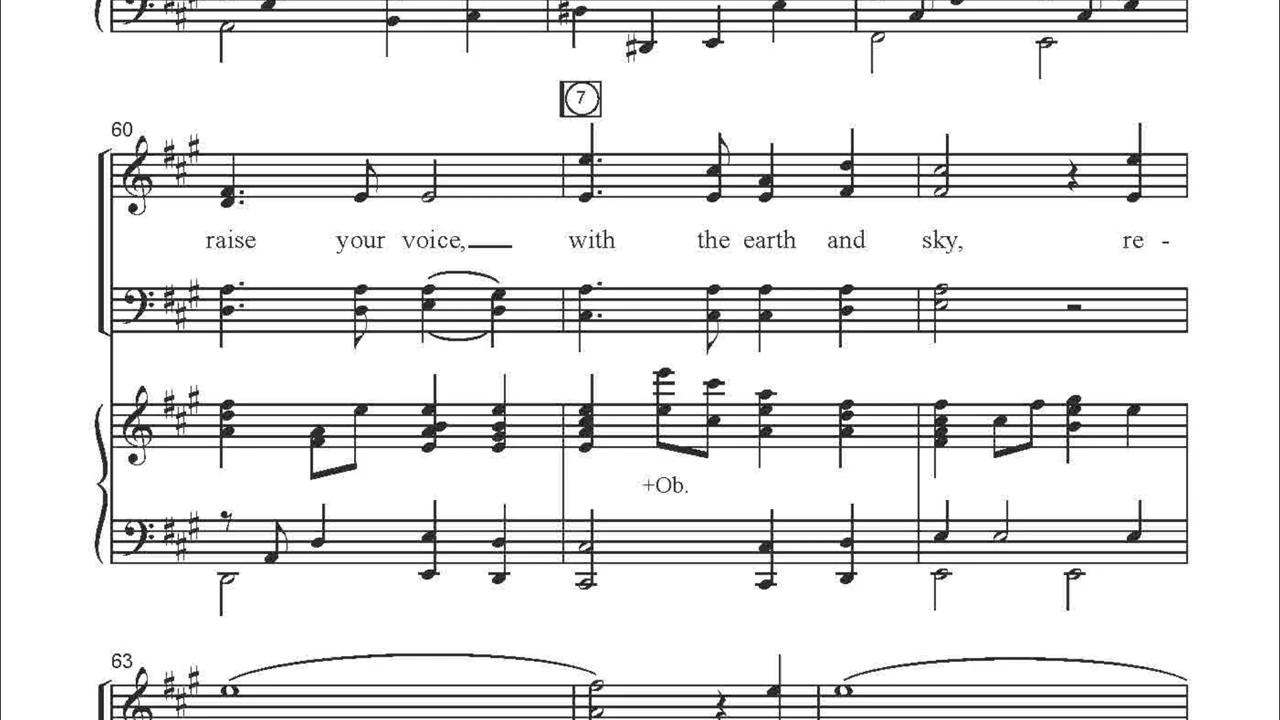 7
60
raise your voice, with the earth and sky, re -
+Ob.
63